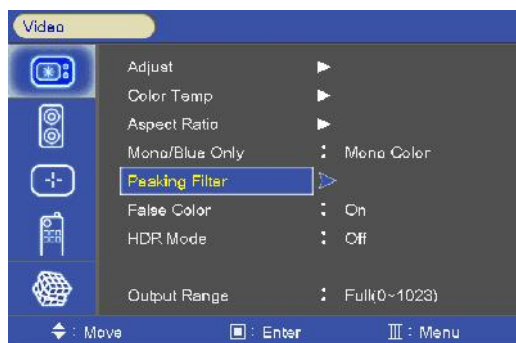 Video
Adjust
Color Temp
Aspect Ratio
Mono/Blue Only : Mono Color
Peaking Filter
False Color : On
HDR Mode : Off
Output Range : Full(0~1023)
: Move : Enter : Menu